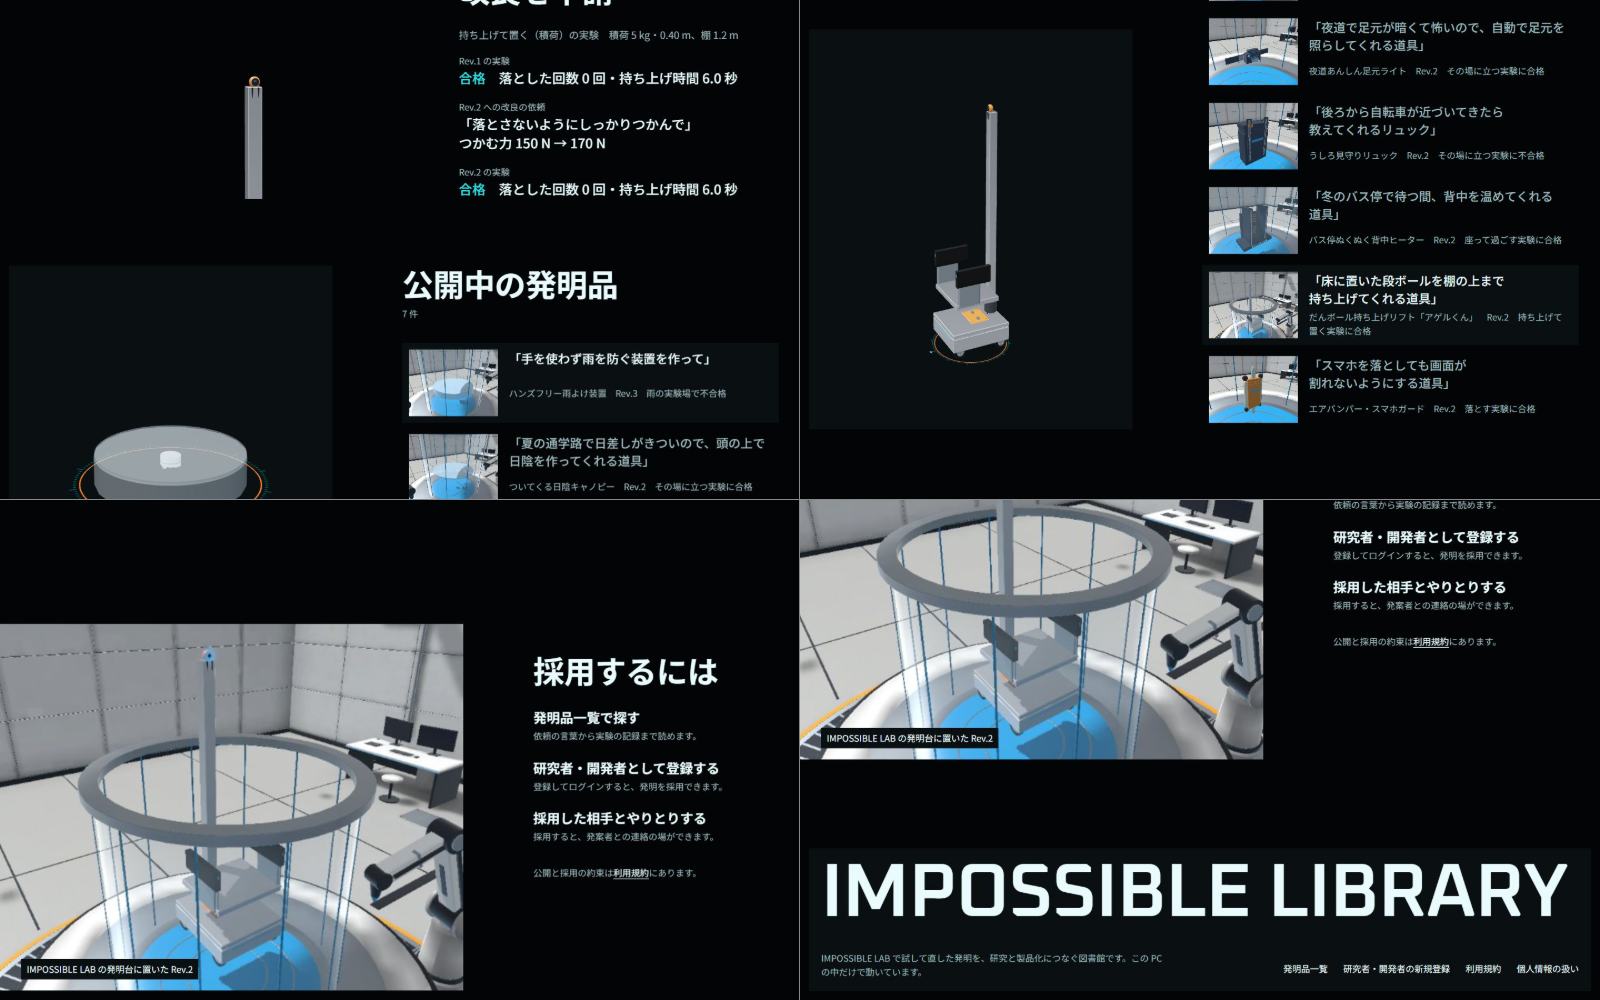 持ち上げて置く（積荷）の実験　積荷 5 kg・0.40 m、棚 1.2 m
Rev.1 の実験
合格　落とした回数 0 回・持ち上げ時間 6.0 秒
Rev.2 への改良の依頼
「落とさないようにしっかりつかんで」
つかむ力 150 N → 170 N
Rev.2 の実験
合格　落とした回数 0 回・持ち上げ時間 6.0 秒
公開中の発明品
7 件
「手を使わず雨を防ぐ装置を作って」
ハンズフリー雨よけ装置　Rev.3　雨の実験場で不合格
「夏の通学路で日差しがきついので、頭の上で
日陰を作ってくれる道具」
ついてくる日陰キャノピー　Rev.2　その場に立つ実験に合格
「夜道で足元が暗くて怖いので、自動で足元を
照らしてくれる道具」
夜道あんしん足元ライト　Rev.2　その場に立つ実験に合格
「後ろから自転車が近づいてきたら
教えてくれるリュック」
うしろ見守りリュック　Rev.2　その場に立つ実験に不合格
「冬のバス停で待つ間、背中を温めてくれる
道具」
バス停ぬくぬく背中ヒーター　Rev.2　座って過ごす実験に合格
「床に置いた段ボールを棚の上まで
持ち上げてくれる道具」
だんボール持ち上げリフト「アゲルくん」　Rev.2　持ち上げて
置く実験に合格
「スマホを落としても画面が
割れないようにする道具」
エアバンパー・スマホガード　Rev.2　落とす実験に合格
採用するには
発明品一覧で探す
依頼の言葉から実験の記録まで読めます。
研究者・開発者として登録する
登録してログインすると、発明を採用できます。
採用した相手とやりとりする
採用すると、発案者との連絡の場ができます。
公開と採用の約束は利用規約にあります。
IMPOSSIBLE LAB の発明台に置いた Rev.2
依頼の言葉から実験の記録まで読めます。
研究者・開発者として登録する
登録してログインすると、発明を採用できます。
採用した相手とやりとりする
採用すると、発案者との連絡の場ができます。
公開と採用の約束は利用規約にあります。
IMPOSSIBLE LAB の発明台に置いた Rev.2
IMPOSSIBLE LIBRARY
IMPOSSIBLE LAB で試して直した発明を、研究と製品化につなぐ図書館です。この PC
の中だけで動いています。
発明品一覧　研究者・開発者の新規登録　利用規約　個人情報の扱い